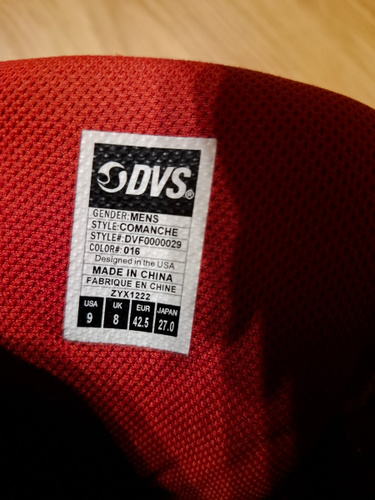 DVS®
GENDER:MENS
STYLE:COMANCHE
STYLE#:DVF0000029
COLOR#:016
Designed in the USA
MADE IN CHINA
FABRIQUE EN CHINE
ZYX1222
USA UK EUR JAPAN
9 8 42.5 27.0